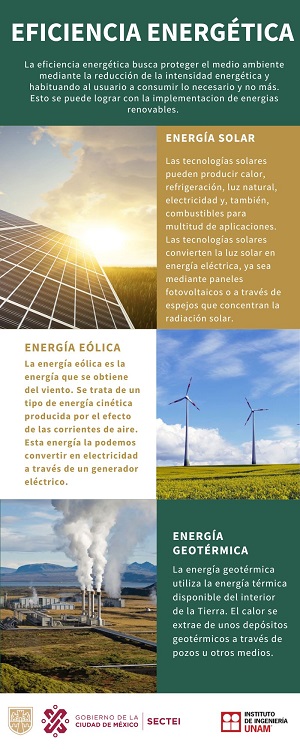 EFICIENCIA ENERGÉTICA
La eficiencia energética busca proteger el medio ambiente
mediante la reducción de la intensidad energética y
habituando al usuario a consumir lo necesario y no más.
Esto se puede lograr con la implementacion de energias
renovables.
ENERGÍA SOLAR
Las tecnologías solares
pueden producir calor,
refrigeración, luz natural,
electricidad y, también,
combustibles para
multitud de aplicaciones.
Las tecnologías solares
convierten la luz solar en
energía eléctrica, ya sea
mediante paneles
fotovoltaicos o a través de
espejos que concentran la
radiación solar.
ENERGÍA EÓLICA
La energía eólica es la
energía que se obtiene
del viento. Se trata de un
tipo de energía cinética
producida por el efecto
de las corrientes de aire.
Esta energía la podemos
convertir en electricidad
a través de un generador
eléctrico.
ENERGÍA
GEOTÉRMICA
La energía geotérmica
utiliza la energía térmica
disponible del interior
de la Tierra. El calor se
extrae de unos depósitos
geotérmicos a través de
pozos u otros medios.
GOBIERNO DE LA
CIUDAD DE MÉXICO
SECTEI
INSTITUTO
DE INGENIERÍA
UNAM